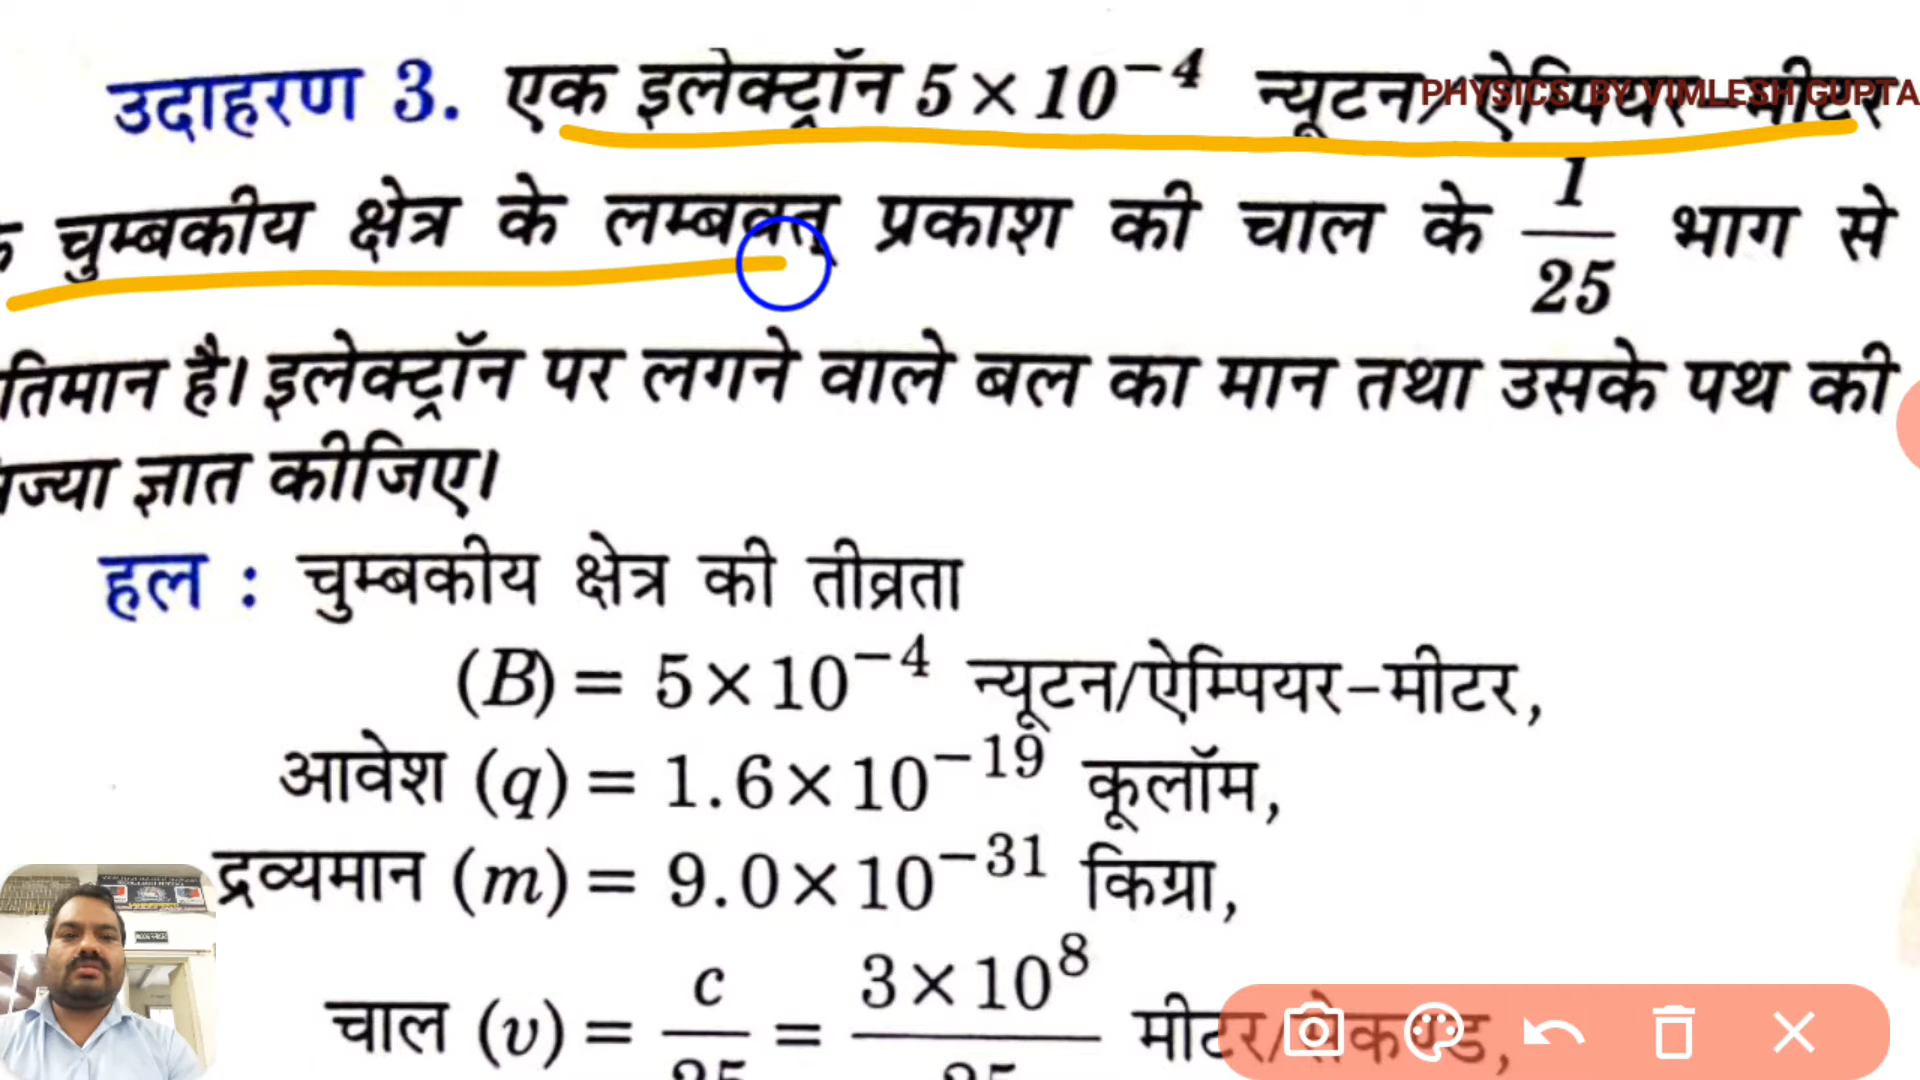 उदाहरण 3. एक इलेक्ट्रॉन 5×10⁻⁴ न्यूटन/ऐम्पियर-मीटर
PHYSICS BY VIMLESH GUPTA
चुम्बकीय क्षेत्र के लम्बवत् प्रकाश की चाल के 1/25 भाग से
तिमान है। इलेक्ट्रॉन पर लगने वाले बल का मान तथा उसके पथ की
ज्या ज्ञात कीजिए।
हल : चुम्बकीय क्षेत्र की तीव्रता
(B) = 5×10⁻⁴ न्यूटन/ऐम्पियर-मीटर,
आवेश (q) = 1.6×10⁻¹⁹ कूलॉम,
द्रव्यमान (m) = 9.0×10⁻³¹ किग्रा,
चाल (v) = c/25 = 3×10⁸/25 मीटर/सेकण्ड,